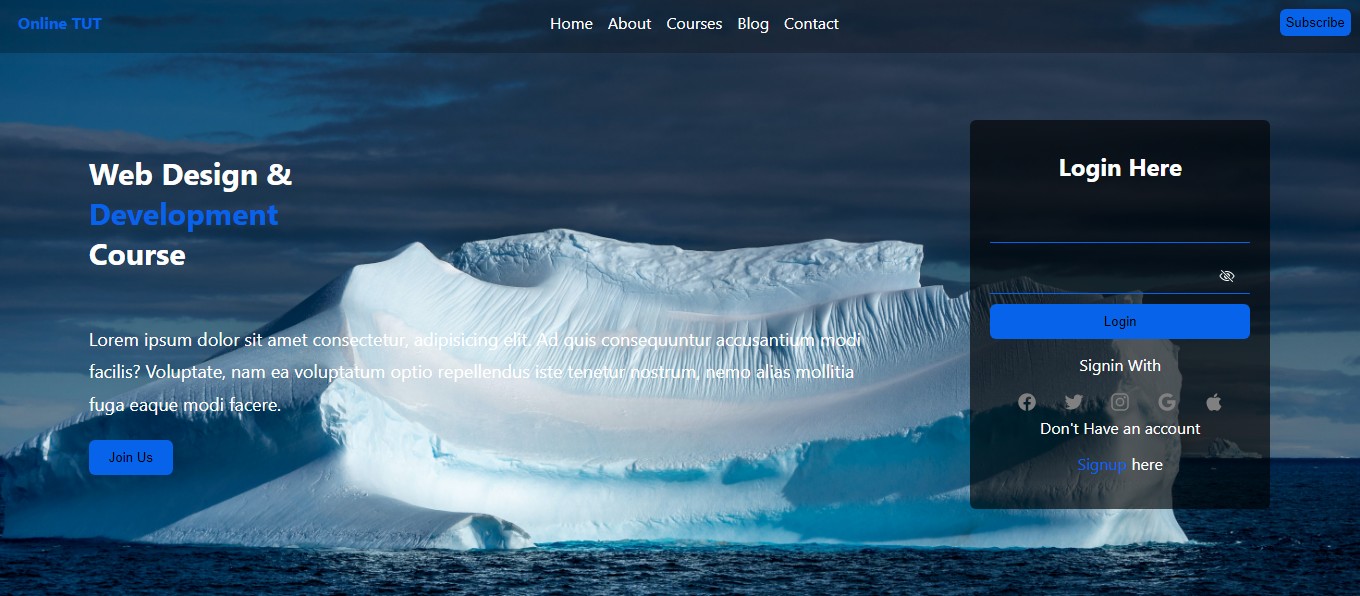 Online TUT
Home About Courses Blog Contact
Subscribe
Web Design &
Development
Course
Lorem ipsum dolor sit amet consectetur, adipisicing elit. Ad quis consequuntur accusantium modi
facilis? Voluptate, nam ea voluptatum optio repellendus iste tenetur nostrum, nemo alias mollitia
fuga eaque modi facere.
Join Us
Login Here
Login
Signin With
Don't Have an account
Signup here